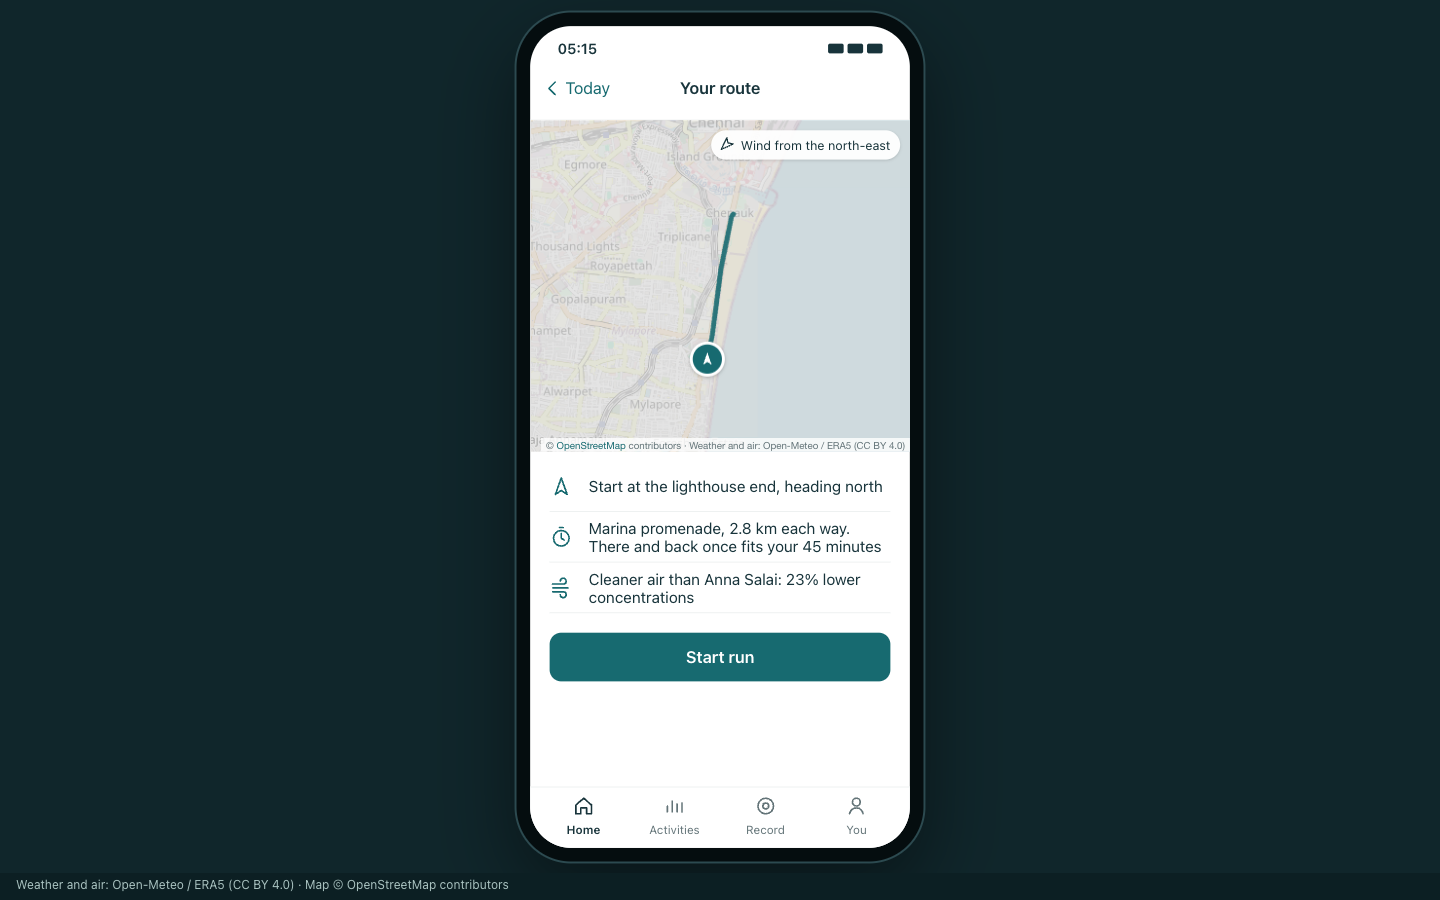 05:15
Today
Your route
Chennai
Wind from the north-east
Island Gro
Egmore
Chepauk
Triplicane
Thousand Lights
Royapettah
Gopalapuram
Mylapore
Alwarpet
Mylapore
© OpenStreetMap contributors · Weather and air: Open-Meteo / ERA5 (CC BY 4.0)
Start at the lighthouse end, heading north
Marina promenade, 2.8 km each way.
There and back once fits your 45 minutes
Cleaner air than Anna Salai: 23% lower
concentrations
Start run
Home
Activities
Record
You
Weather and air: Open-Meteo / ERA5 (CC BY 4.0) · Map © OpenStreetMap contributors